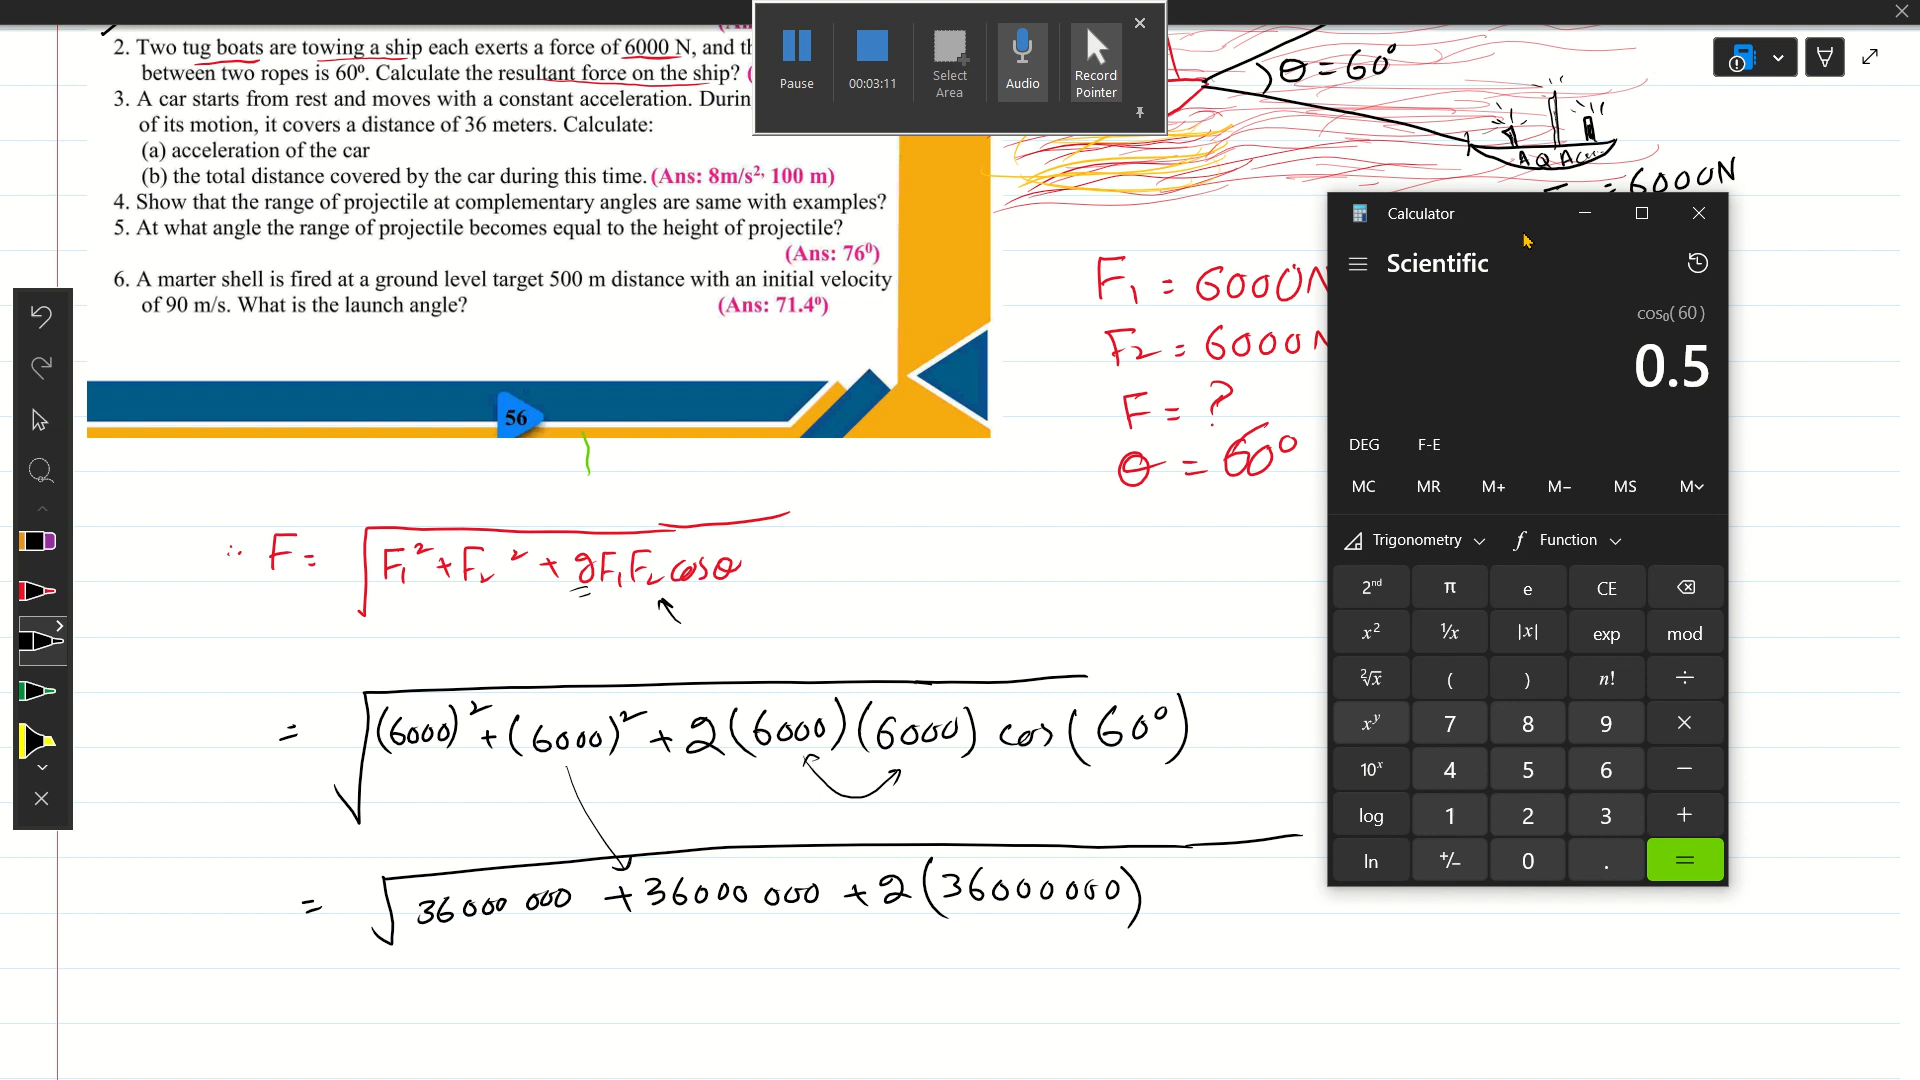 2. Two tug boats are towing a ship each exerts a force of 6000 N, and
between two ropes is 60⁰. Calculate the resultant force on the ship?
3. A car starts from rest and moves with a constant acceleration.
of its motion, it covers a distance of 36 meters. Calculate:
(a) acceleration of the car
(b) the total distance covered by the car during this time. (Ans: 8m/s², 100 m)
4. Show that the range of projectile at complementary angles are same with examples?
5. At what angle the range of projectile becomes equal to the height of projectile?
(Ans: 76⁰)
6. A marter shell is fired at a ground level target 500 m distance with an initial velocity
of 90 m/s. What is the launch angle? (Ans: 71.4⁰)
56
Pause
00:03:11
Select
Area
Audio
Record
Pointer
θ = 60°
= 6000N
F₁ = 6000N
F₂ = 6000N
F = ?
θ = 60°
∴ F = √F₁² + F₂² + 2F₁F₂ cosθ
= √(6000)² + (6000)² + 2(6000)(6000) cos(60°)
= √36000 000 + 36000 000 + 2(36000000)
Calculator
Scientific
cos₀(60)
0.5
DEG F-E
MC MR M+ M− MS M˅
Trigonometry f Function
2ⁿᵈ π e CE
x² ¹/x |x| exp mod
²√x ( ) n! ÷
xʸ 7 8 9 ×
10ˣ 4 5 6 −
log 1 2 3 +
ln +/− 0 . =